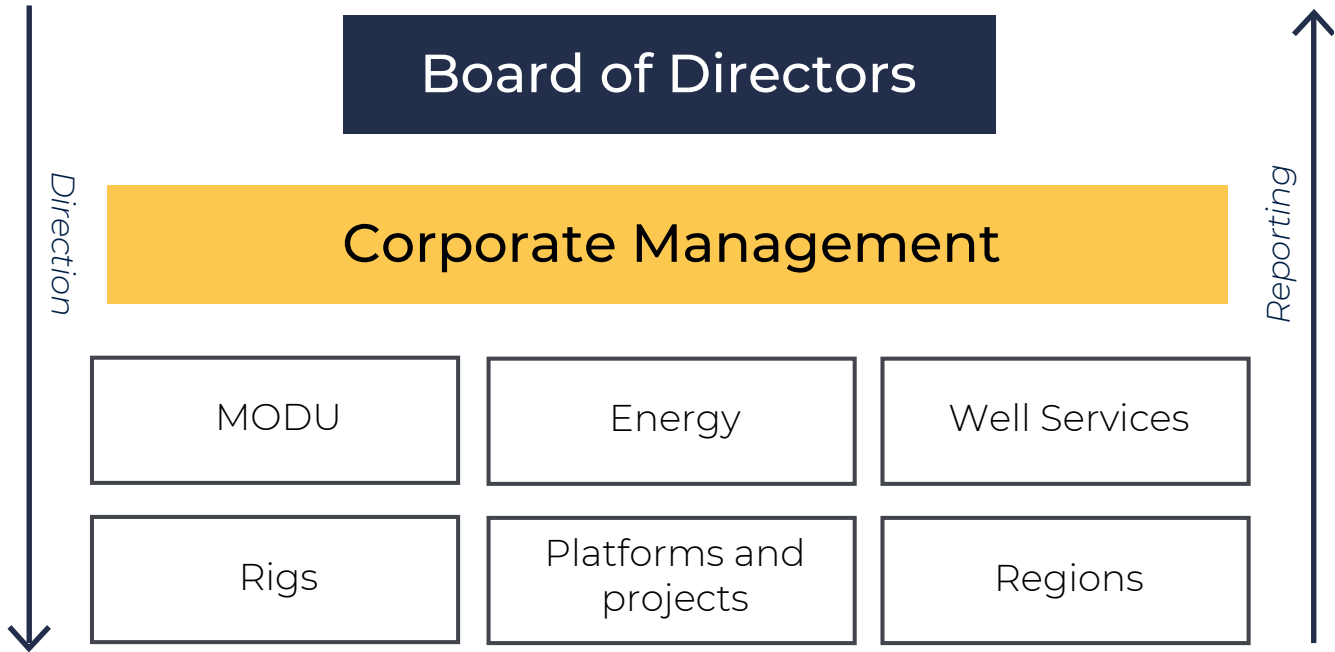 Board of Directors
Direction
Corporate Management
Reporting
MODU
Energy
Well Services
Rigs
Platforms and
projects
Regions